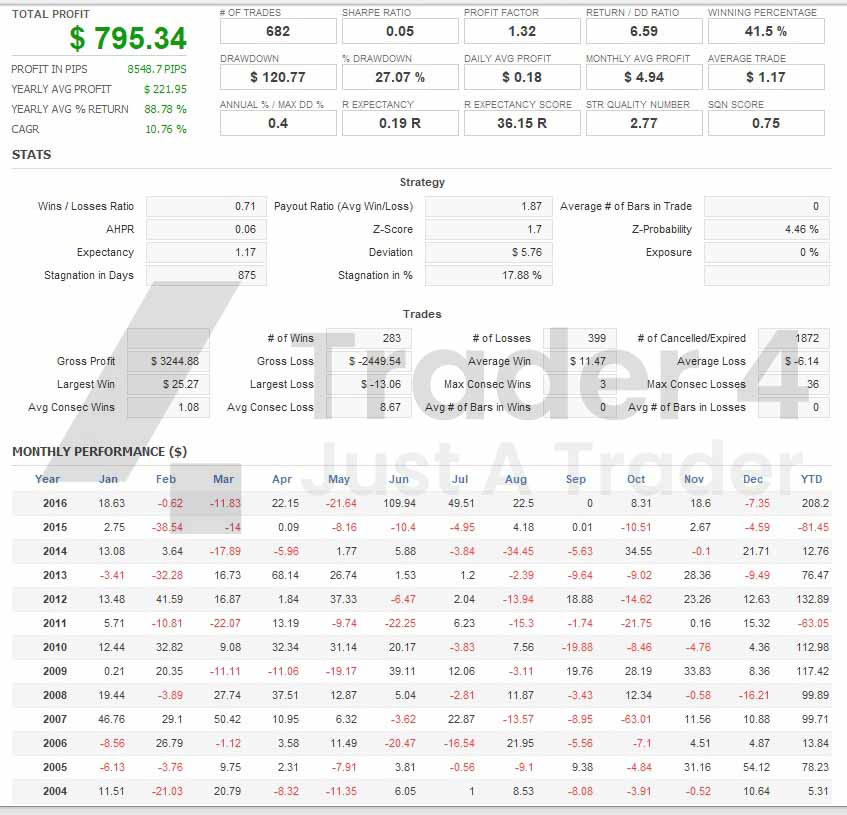 TOTAL PROFIT # OF TRADES SHARPE RATIO PROFIT FACTOR RETURN / DD RATIO WINNING PERCENTAGE
$ 795.34 682 0.05 1.32 6.59 41.5 %
DRAWDOWN % DRAWDOWN DAILY AVG PROFIT MONTHLY AVG PROFIT AVERAGE TRADE
PROFIT IN PIPS 8548.7 PIPS $ 120.77 27.07 % $ 0.18 $ 4.94 $ 1.17
YEARLY AVG PROFIT $ 221.95
YEARLY AVG % RETURN 88.78 % ANNUAL % / MAX DD % R EXPECTANCY R EXPECTANCY SCORE STR QUALITY NUMBER SQN SCORE
CAGR 10.76 % 0.4 0.19 R 36.15 R 2.77 0.75
STATS
Strategy
Wins / Losses Ratio 0.71 Payout Ratio (Avg Win/Loss) 1.87 Average # of Bars in Trade 0
AHPR 0.06 Z-Score 1.7 Z-Probability 4.46 %
Expectancy 1.17 Deviation $ 5.76 Exposure 0 %
Stagnation in Days 875 Stagnation in % 17.88 %
Trades
# of Wins 283 # of Losses 399 # of Cancelled/Expired 1872
Gross Profit $ 3244.88 Gross Loss $ -2449.54 Average Win $ 11.47 Average Loss $ -6.14
Largest Win $ 25.27 Largest Loss $ -13.06 Max Consec Wins 3 Max Consec Losses 36
Avg Consec Wins 1.08 Avg Consec Loss 8.67 Avg # of Bars in Wins 0 Avg # of Bars in Losses 0
Trader 4
Just A Trader
MONTHLY PERFORMANCE ($)
Year Jan Feb Mar Apr May Jun Jul Aug Sep Oct Nov Dec YTD
2016 18.63 -0.62 -11.83 22.15 -21.64 109.94 49.51 22.5 0 8.31 18.6 -7.35 208.2
2015 2.75 -38.54 -14 0.09 -8.16 -10.4 -4.95 4.18 0.01 -10.51 2.67 -4.59 -81.45
2014 13.08 3.64 -17.89 -5.96 1.77 5.88 -3.84 -34.45 -5.63 34.55 -0.1 21.71 12.76
2013 -3.41 -32.28 16.73 68.14 26.74 1.53 1.2 -2.39 -9.64 -9.02 28.36 -9.49 76.47
2012 13.48 41.59 16.87 1.84 37.33 -6.47 2.04 -13.94 18.88 -14.62 23.26 12.63 132.89
2011 5.71 -10.81 -22.07 13.19 -9.74 -22.25 6.23 -15.3 -1.74 -21.75 0.16 15.32 -63.05
2010 12.44 32.82 9.08 32.34 31.14 20.17 -3.83 7.56 -19.88 -8.46 -4.76 4.36 112.98
2009 0.21 20.35 -11.11 -11.06 -19.17 39.11 12.06 -3.11 19.76 28.19 33.83 8.36 117.42
2008 19.44 -3.89 27.74 37.51 12.87 5.04 -2.81 11.87 -3.43 12.34 -0.58 -16.21 99.89
2007 46.76 29.1 50.42 10.95 6.32 -3.62 22.87 -13.57 -8.95 -63.01 11.56 10.88 99.71
2006 -8.56 26.79 -1.12 3.58 11.49 -20.47 -16.54 21.95 -5.56 -7.1 4.51 4.87 13.84
2005 -6.13 -3.76 9.75 2.31 -7.91 3.81 -0.56 -9.1 9.38 -4.84 31.16 54.12 78.23
2004 11.51 -21.03 20.79 -8.32 -11.35 6.05 1 8.53 -8.08 -3.91 -0.52 10.64 5.31